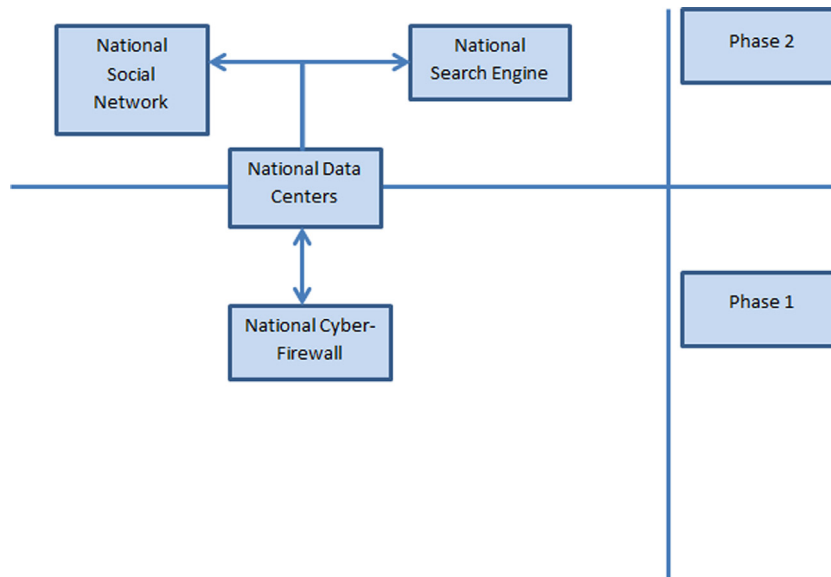 National
Social
Network
National
Search Engine
Phase 2
National Data
Centers
National Cyber-
Firewall
Phase 1